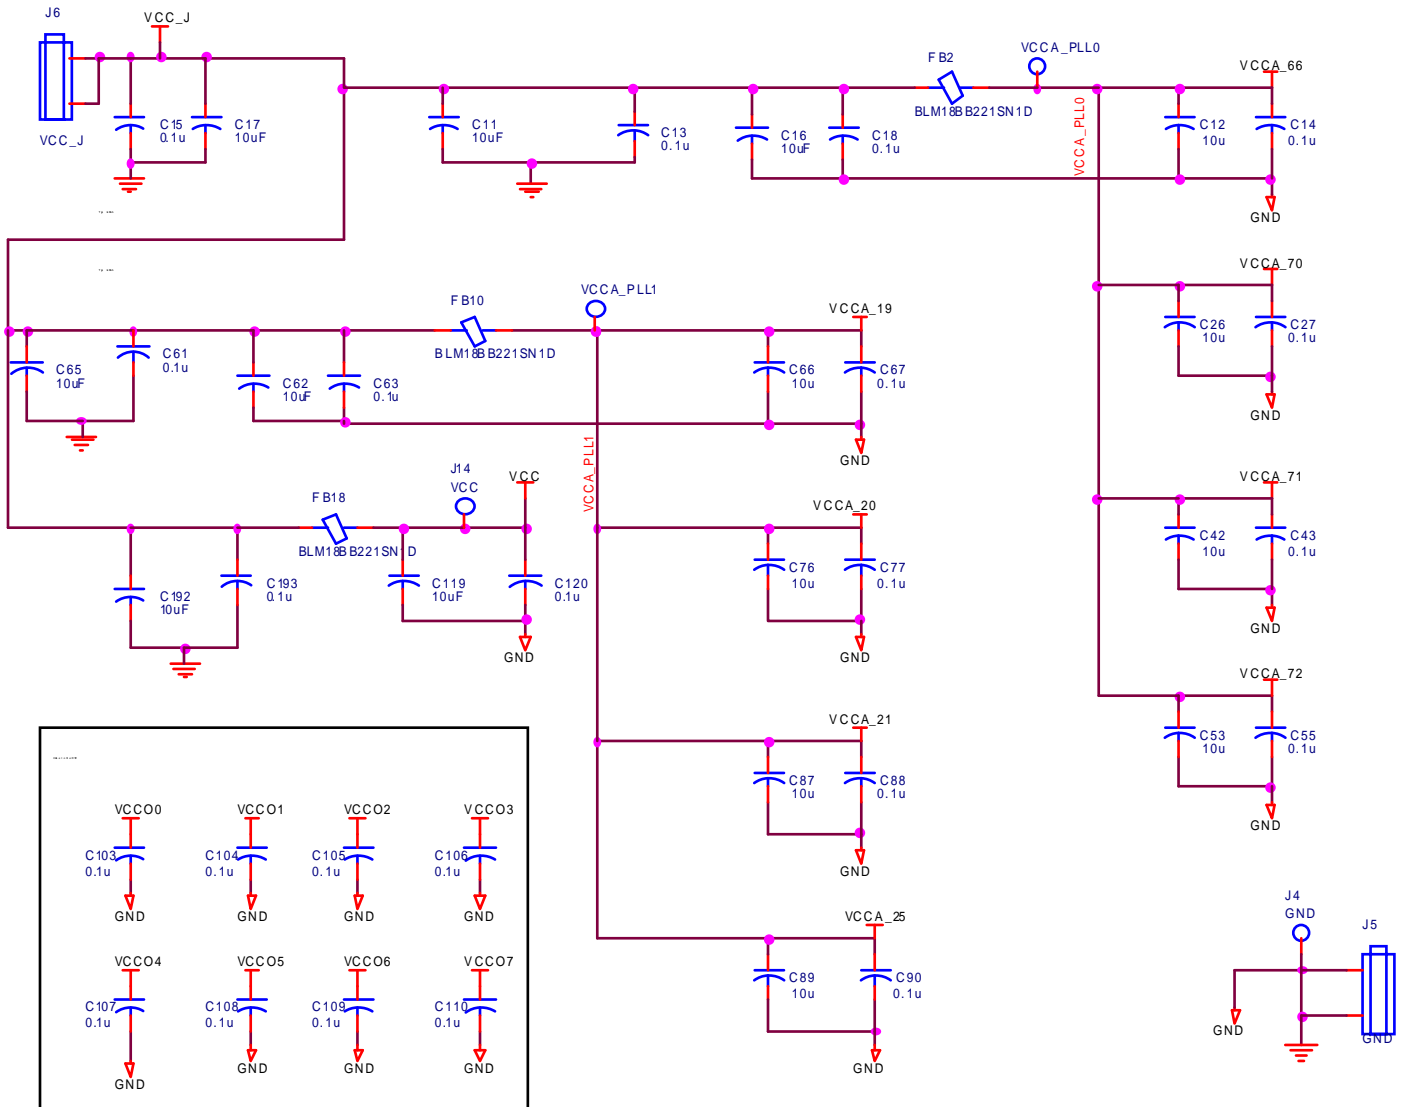 J6
VCC_J
VCC_J
C15
0.1u
C17
10uF
C11
10uF
C13
0.1u
C16
10uF
C18
0.1u
FB2
BLM18BB221SN1D
VCCA_PLL0
VCCA_PLL0
VCCA_66
C12
10u
C14
0.1u
GND
VCCA_70
C26
10u
C27
0.1u
GND
VCCA_71
C42
10u
C43
0.1u
GND
VCCA_72
C53
10u
C55
0.1u
GND
C65
10uF
C61
0.1u
C62
10uF
C63
0.1u
FB10
BLM18BB221SN1D
VCCA_PLL1
VCCA_PLL1
VCCA_19
C66
10u
C67
0.1u
GND
VCCA_20
C76
10u
C77
0.1u
GND
VCCA_21
C87
10u
C88
0.1u
GND
VCCA_25
C89
10u
C90
0.1u
GND
C192
10uF
C193
0.1u
FB18
BLM18BB221SN1D
J14
VCC
VCC
C119
10uF
C120
0.1u
GND
VCCO0
C103
0.1u
GND
VCCO1
C104
0.1u
GND
VCCO2
C105
0.1u
GND
VCCO3
C106
0.1u
GND
VCCO4
C107
0.1u
GND
VCCO5
C108
0.1u
GND
VCCO6
C109
0.1u
GND
VCCO7
C110
0.1u
GND
J4
GND
J5
GND
GND